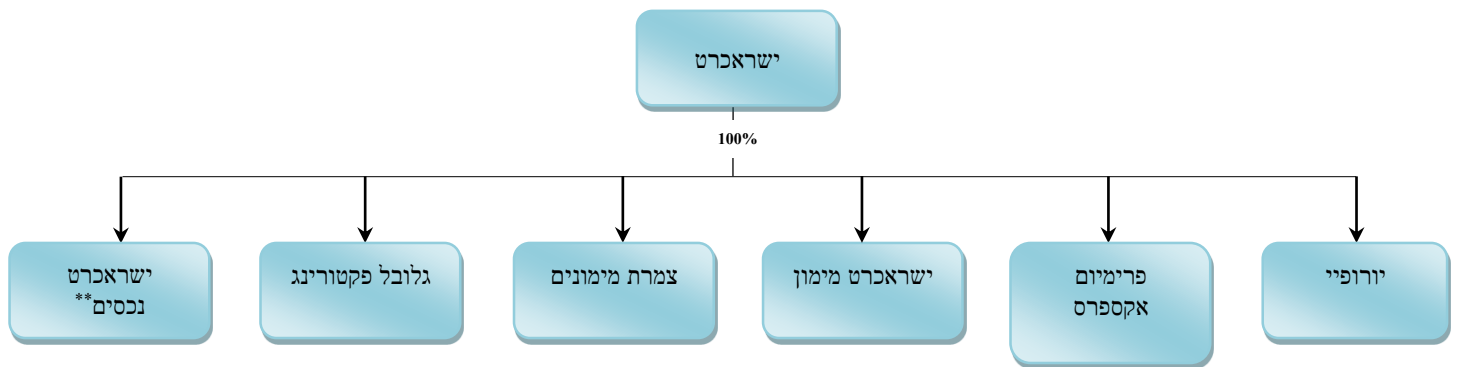 ישראכרט
100%
יורופיי
פרימיום
אקספרס
ישראכרט מימון
צמרת מימונים
גלובל פקטורינג
ישראכרט
נכסים**